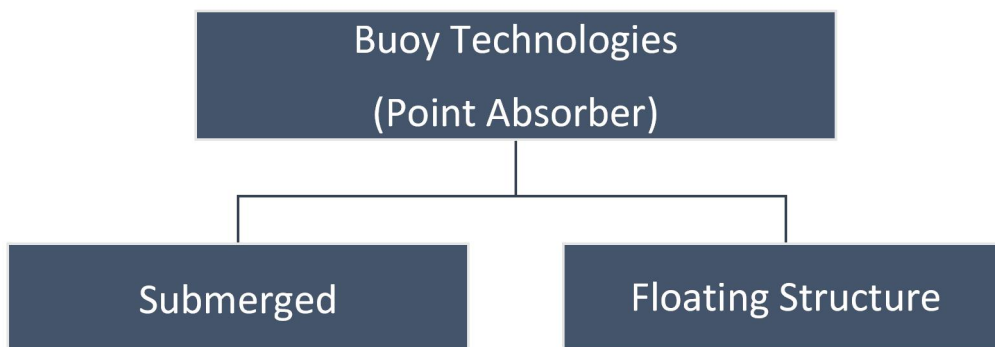 Buoy Technologies
(Point Absorber)
Submerged
Floating Structure